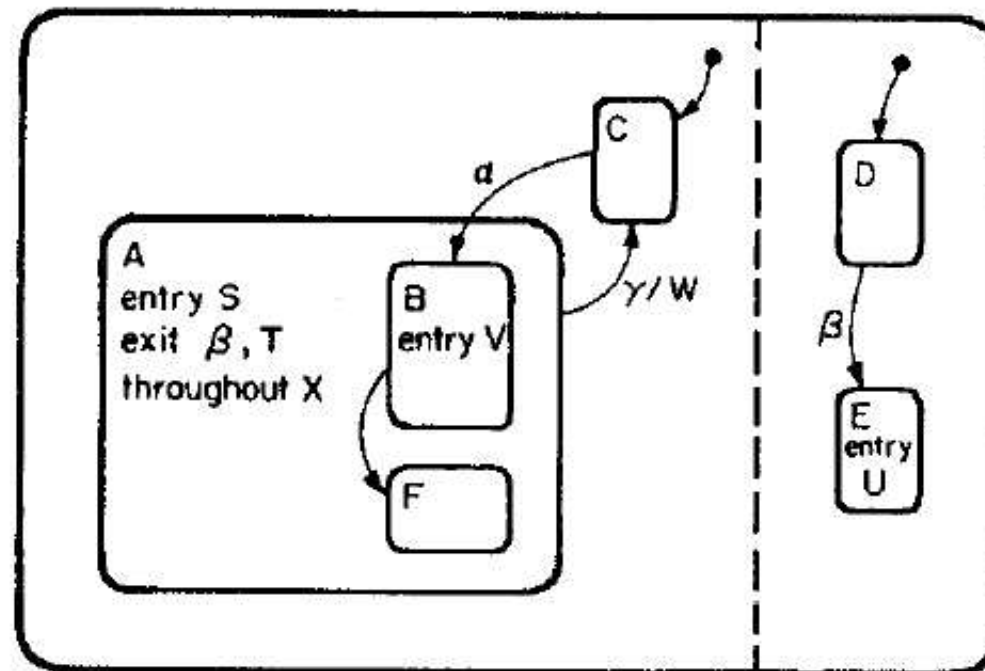 C
D
α
A
entry S
exit β, T
throughout X
B
entry V
γ/W
β
F
E
entry
U